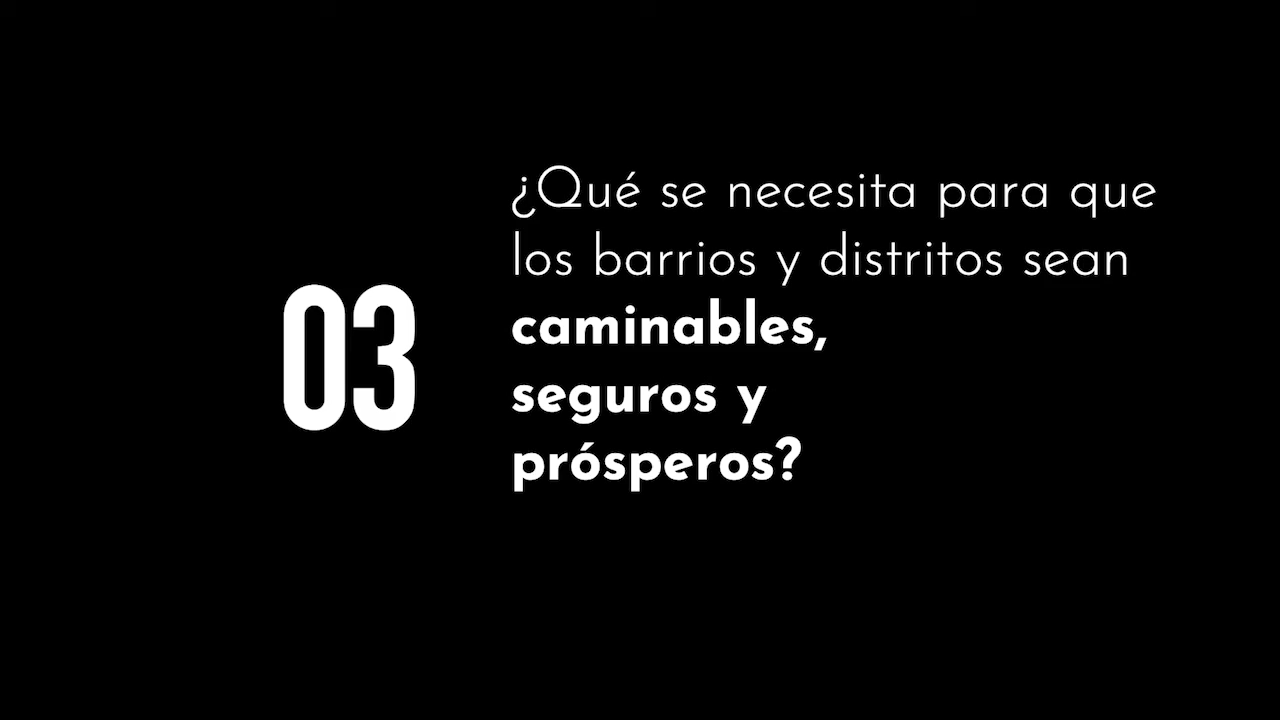 03
¿Qué se necesita para que
los barrios y distritos sean
caminables,
seguros y
prósperos?